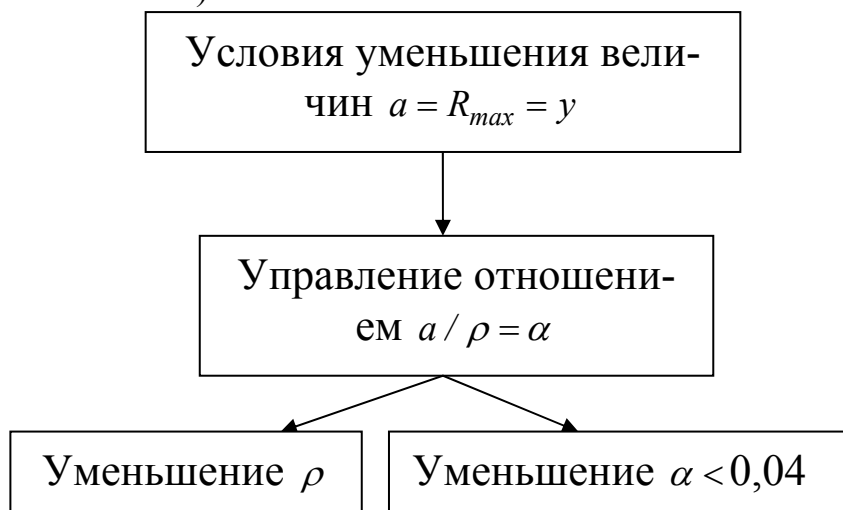 Условия уменьшения вели-
чин a = R_max = y
Управление отношени-
ем a / ρ = α
Уменьшение ρ
Уменьшение α < 0,04